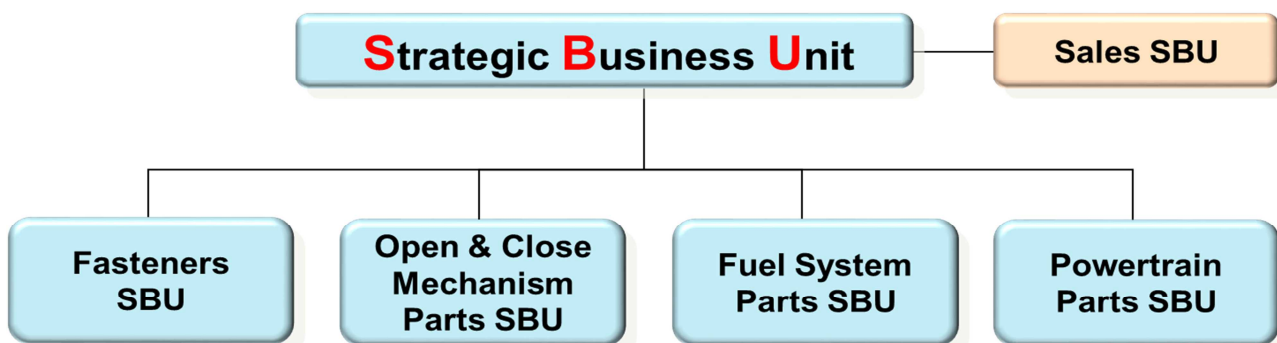 Strategic Business Unit
Sales SBU
Fasteners
SBU
Open & Close
Mechanism
Parts SBU
Fuel System
Parts SBU
Powertrain
Parts SBU